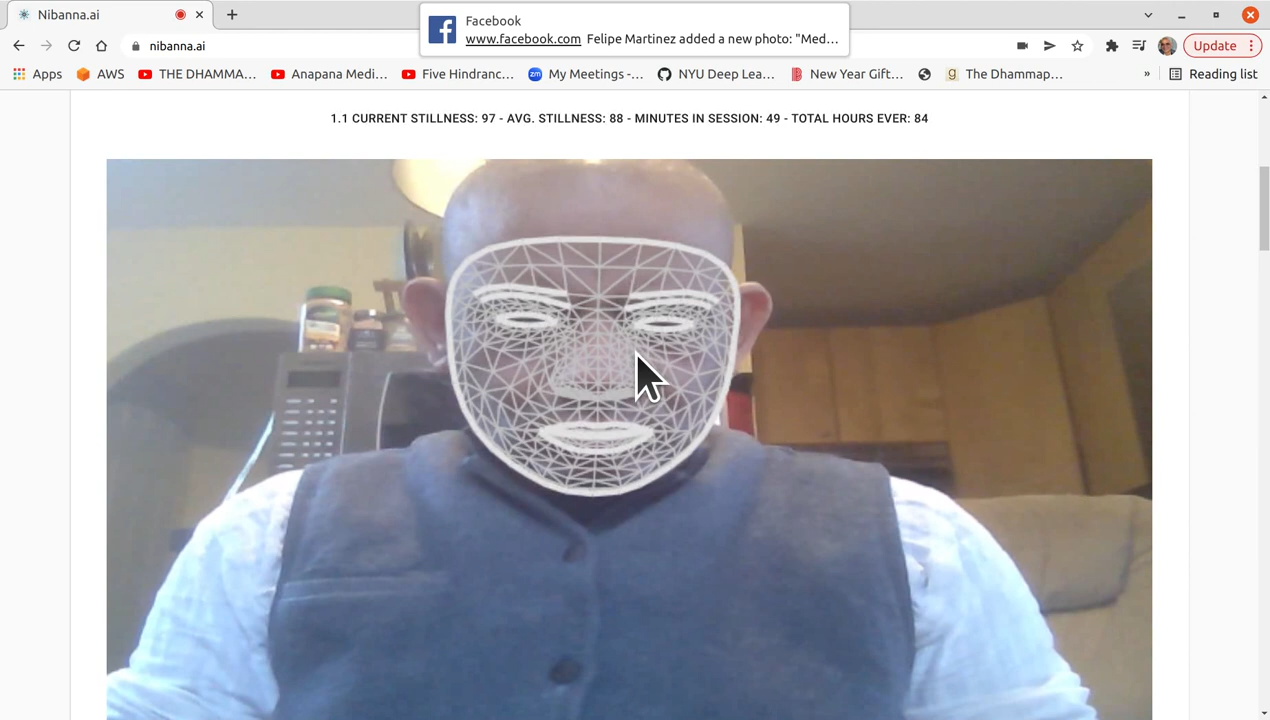 Nibanna.ai
Facebook
www.facebook.com Felipe Martinez added a new photo: "Med...
nibanna.ai
Update
Apps AWS THE DHAMMA... Anapana Medi... Five Hindranc... zm My Meetings -... NYU Deep Lea... New Year Gift... g The Dhammap... » Reading list
1.1 CURRENT STILLNESS: 97 - AVG. STILLNESS: 88 - MINUTES IN SESSION: 49 - TOTAL HOURS EVER: 84